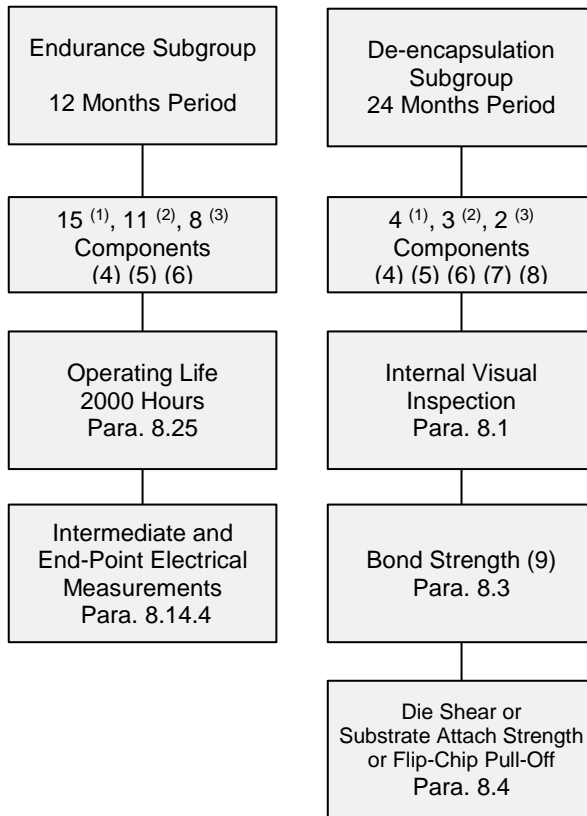 Endurance Subgroup
12 Months Period
15 (1), 11 (2), 8 (3)
Components
(4) (5) (6)
Operating Life
2000 Hours
Para. 8.25
Intermediate and
End-Point Electrical
Measurements
Para. 8.14.4
De-encapsulation
Subgroup
24 Months Period
4 (1), 3 (2), 2 (3)
Components
(4) (5) (6) (7) (8)
Internal Visual
Inspection
Para. 8.1
Bond Strength (9)
Para. 8.3
Die Shear or
Substrate Attach Strength
or Flip-Chip Pull-Off
Para. 8.4